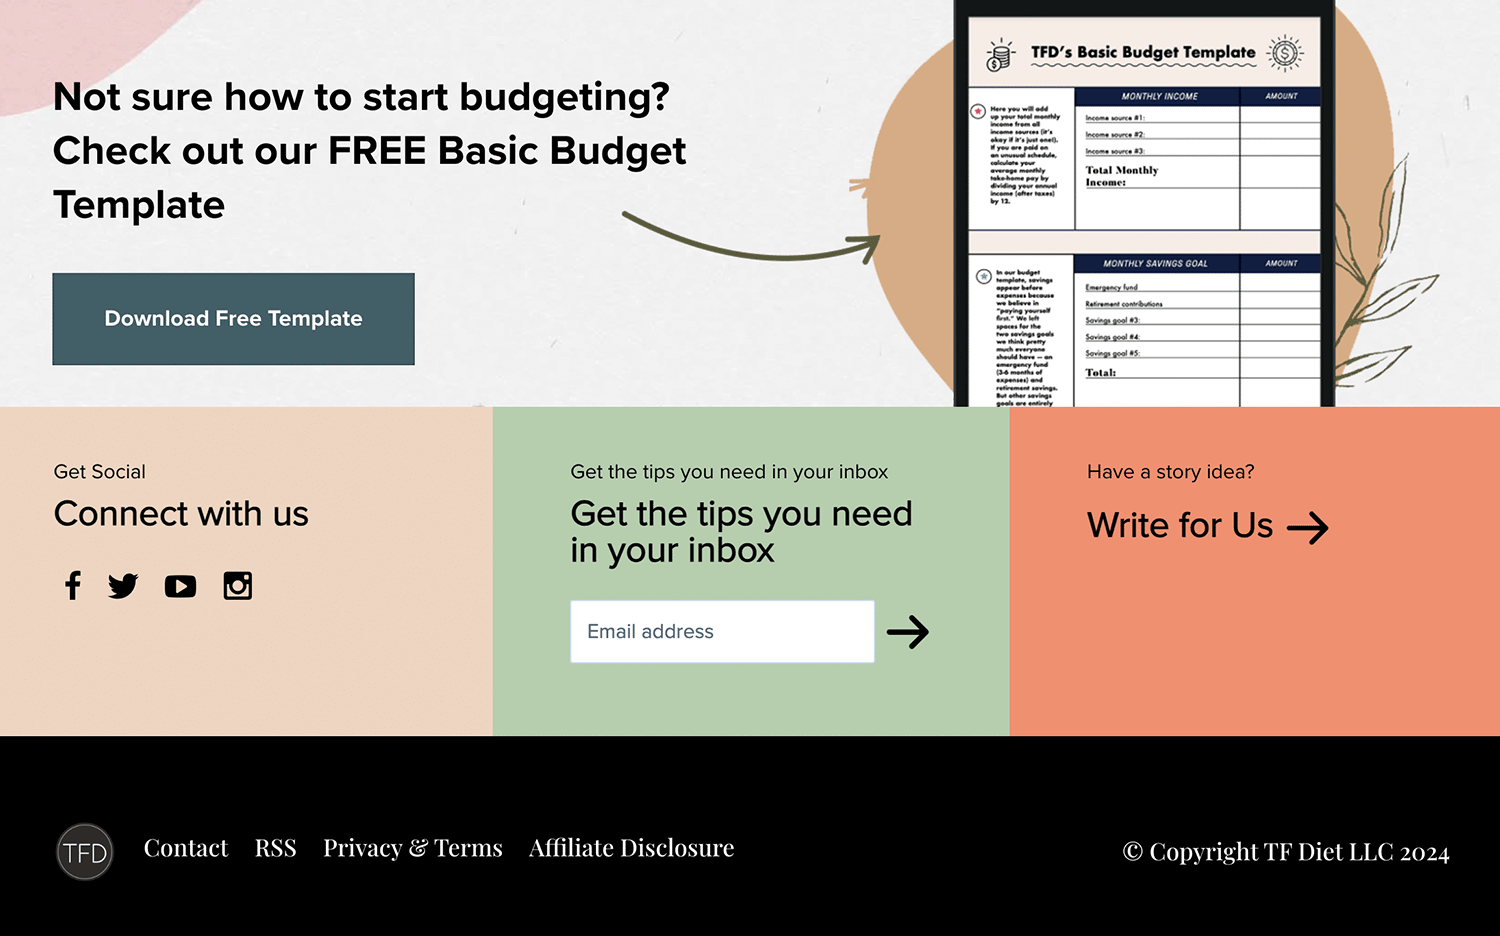 Not sure how to start budgeting?
Check out our FREE Basic Budget
Template
Download Free Template
TFD's Basic Budget Template
MONTHLY INCOME
AMOUNT
Here you will add
up your total monthly
income from all
income sources (it's
okay if it's just one!).
If you are paid on
an unusual schedule,
calculate your
average monthly
take-home pay by
dividing your annual
income (after taxes)
by 12.
Income source #1:
Income source #2:
Income source #3:
Total Monthly
Income:
MONTHLY SAVINGS GOAL
AMOUNT
In our budget
template, savings
appear before
expenses because
we believe in
"paying yourself
first." We left
spaces for the
two savings goals
we think pretty
much everyone
should have — an
emergency fund
(3-6 months of
expenses) and
retirement savings.
But other savings
goals are entirely
Emergency fund
Retirement contributions
Savings goal #3:
Savings goal #4:
Savings goal #5:
Total:
Get Social
Connect with us
Get the tips you need in your inbox
Get the tips you need
in your inbox
Email address
Have a story idea?
Write for Us
TFD
Contact
RSS
Privacy & Terms
Affiliate Disclosure
© Copyright TF Diet LLC 2024